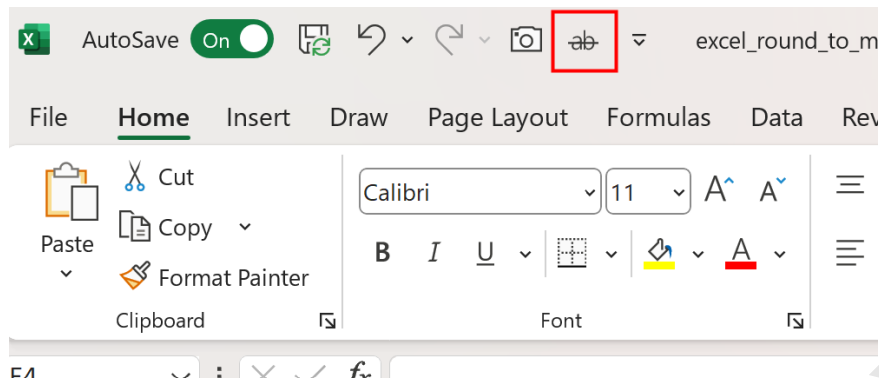 AutoSave On ab excel_round_to_m
File Home Insert Draw Page Layout Formulas Data Rev
Cut
Calibri 11 A A
Copy
Paste
B I U A
Format Painter
Clipboard Font
fx